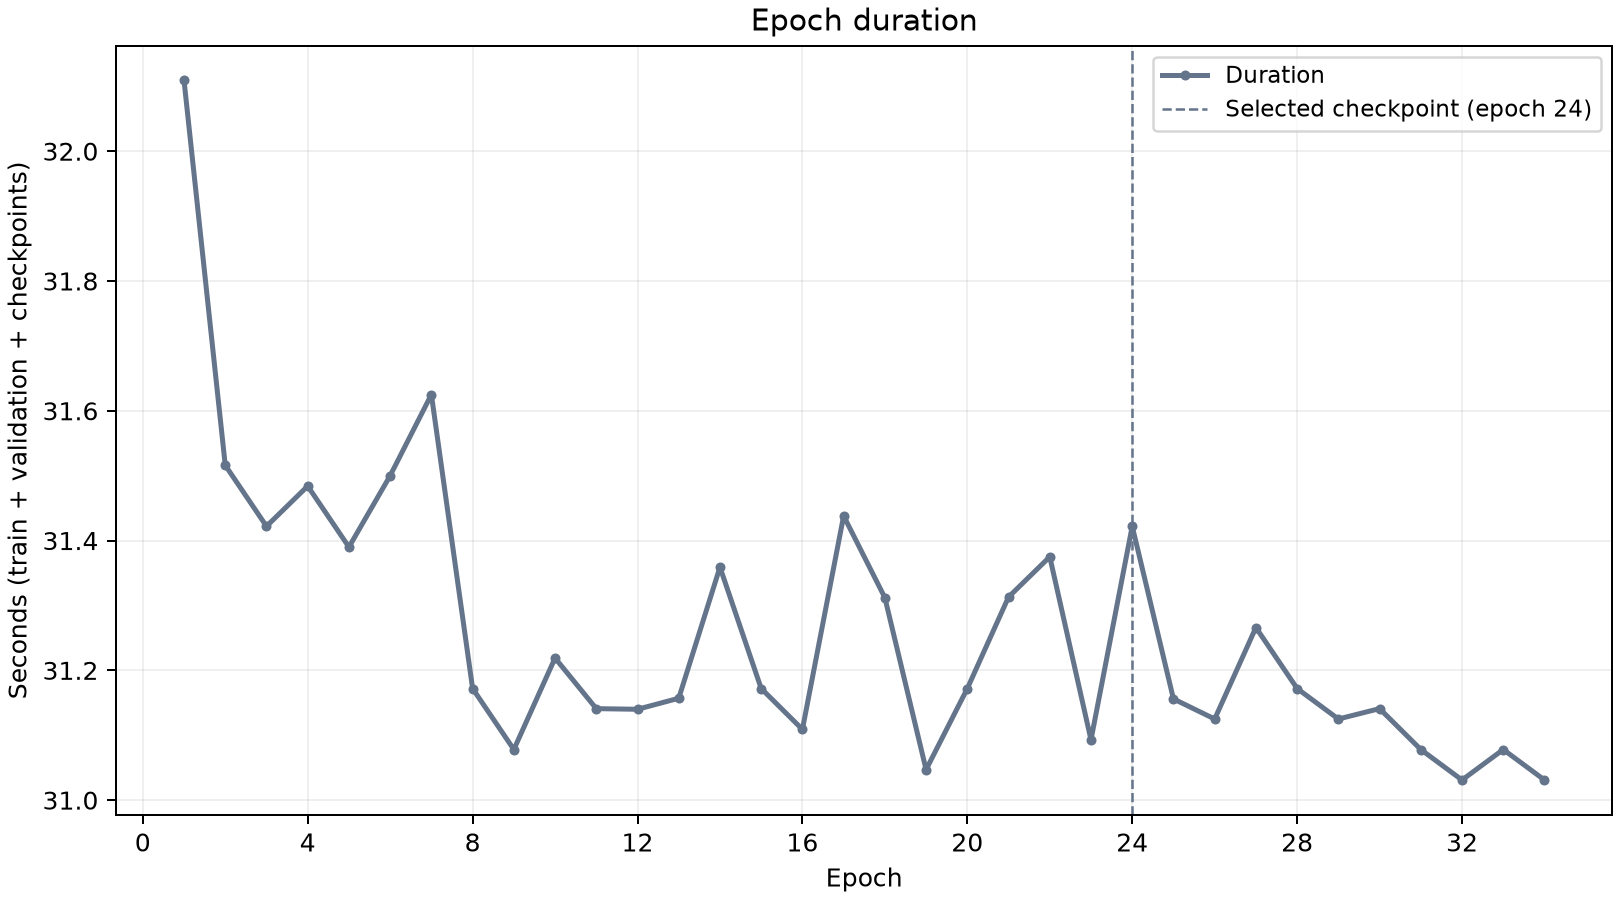 Epoch duration
Duration
Selected checkpoint (epoch 24)
Seconds (train + validation + checkpoints)
32.0
31.8
31.6
31.4
31.2
31.0
0 4 8 12 16 20 24 28 32
Epoch